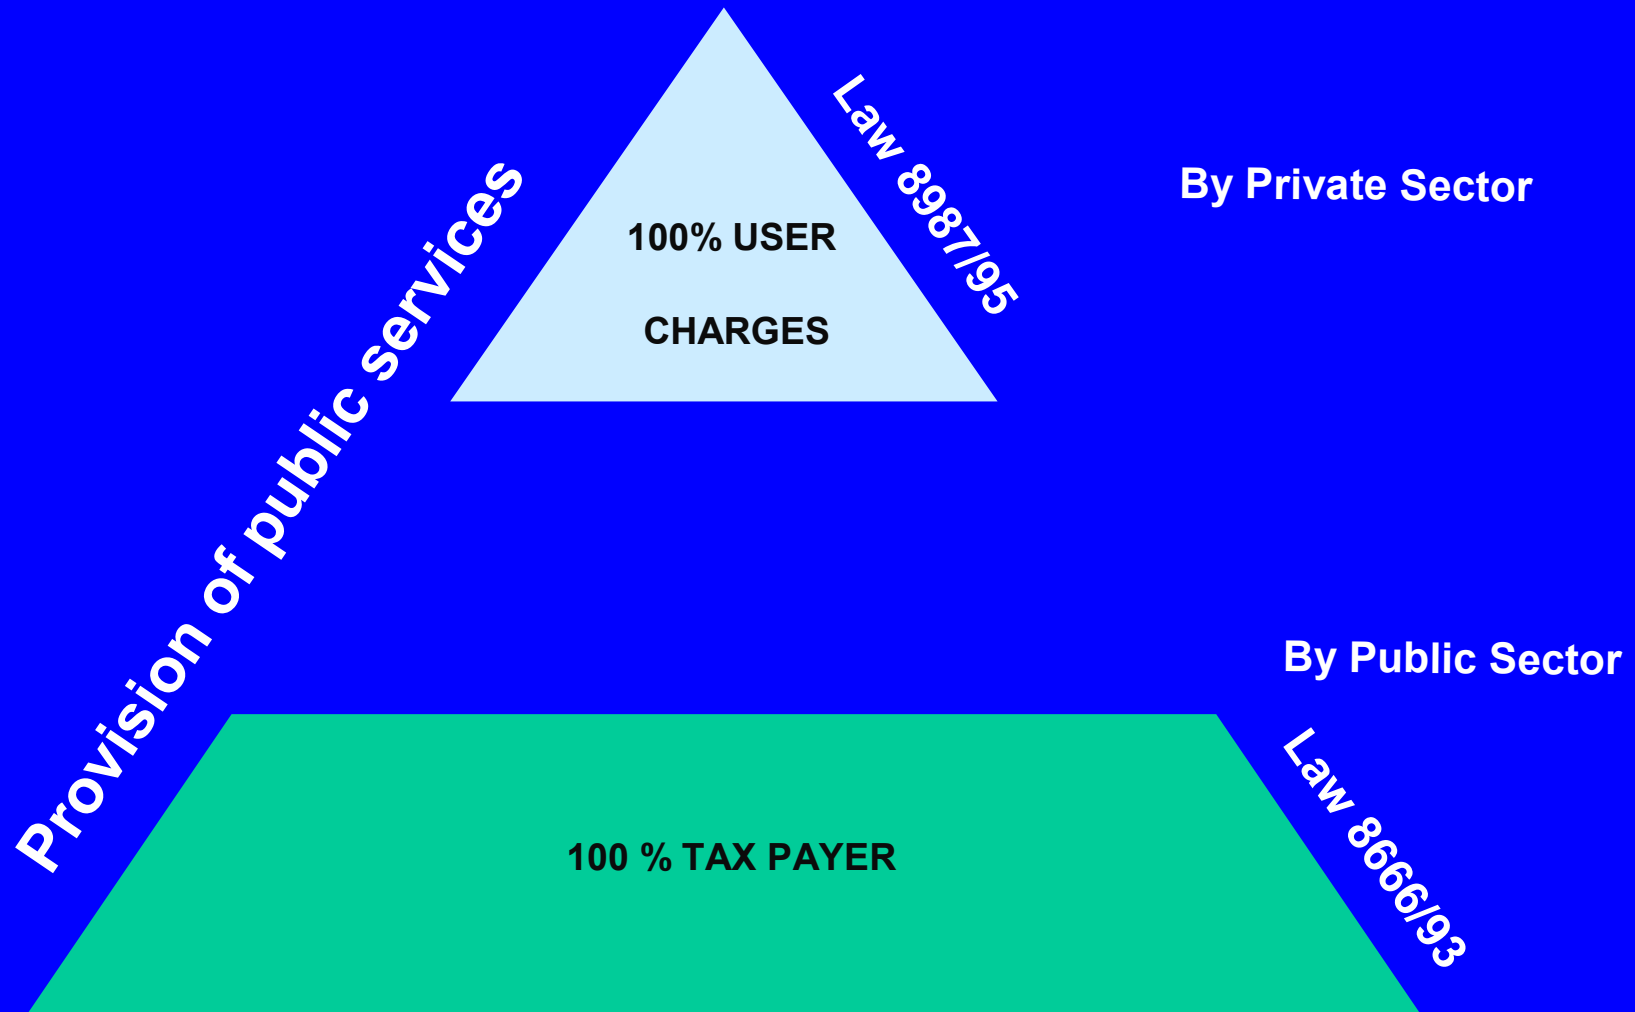 Provision of public services
Law 8987/95
By Private Sector
100% USER
CHARGES
By Public Sector
Law 8666/93
100 % TAX PAYER